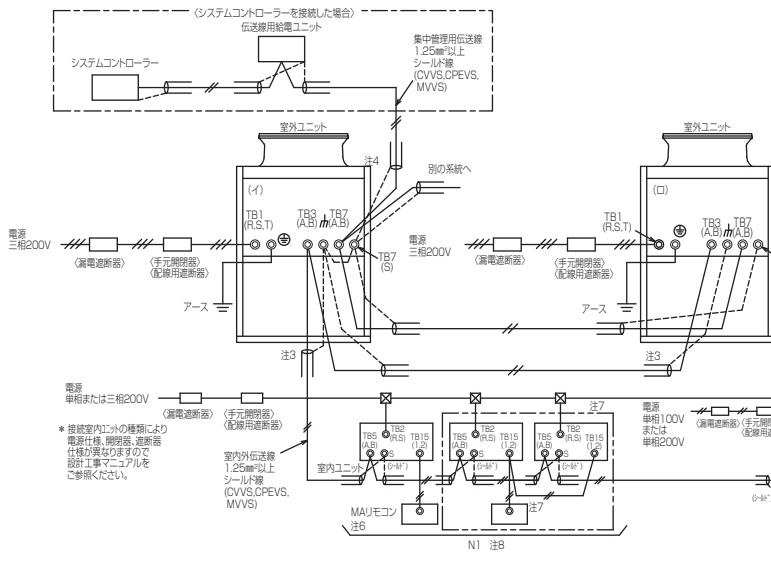 〈システムコントローラーを接続した場合〉
伝送線用給電ユニット
システムコントローラー
集中管理用伝送線
1.25mm²以上
シールド線
(CVVS,CPEVS,
MVVS)
室外ユニット
室外ユニット
注4
別の系統へ
(イ)
TB1
(R,S,T)
TB3
(A,B)
TB7
(A,B)
TB7
(S)
電源
三相200V
〈漏電遮断器〉
〈手元開閉器〉
〈配線用遮断器〉
アース
(ロ)
TB1
(R,S,T)
TB3
(A,B)
TB7
(A,B)
電源
三相200V
〈漏電遮断器〉
〈手元開閉器〉
〈配線用遮断器〉
アース
注3
注3
電源
単相または三相200V
〈漏電遮断器〉
〈手元開閉器〉
〈配線用遮断器〉
* 接続室内ユニットの種類により
電源仕様、開閉器、遮断器
仕様が異なりますので
設計工事マニュアルを
ご参照ください。
室内外伝送線
1.25mm²以上
シールド線
(CVVS,CPEVS,
MVVS)
室内ユニット
TB5
(A,B)
S
(シールド)
TB2
(R,S)
TB15
(1,2)
TB5
(A,B)
S
(シールド)
TB2
(R,S)
TB15
(1,2)
TB5
(A,B)
S
(シールド)
TB2
(R,S)
TB15
(1,2)
注7
電源
単相100V
または
単相200V
〈漏電遮断器〉
〈手元開
〈配線用遮
(シールド)
MAリモコン
注6
注7
N1 注8